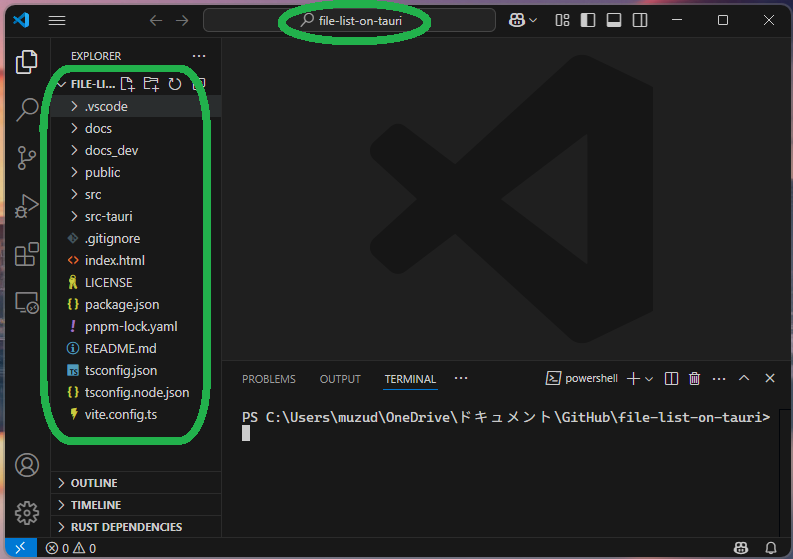 file-list-on-tauri
EXPLORER
FILE-LI...
.vscode
docs
docs_dev
public
src
src-tauri
.gitignore
index.html
LICENSE
package.json
pnpm-lock.yaml
README.md
tsconfig.json
tsconfig.node.json
vite.config.ts
OUTLINE
TIMELINE
RUST DEPENDENCIES
PROBLEMS OUTPUT TERMINAL powershell
PS C:\Users\muzud\OneDrive\ドキュメント\GitHub\file-list-on-tauri>
0 0